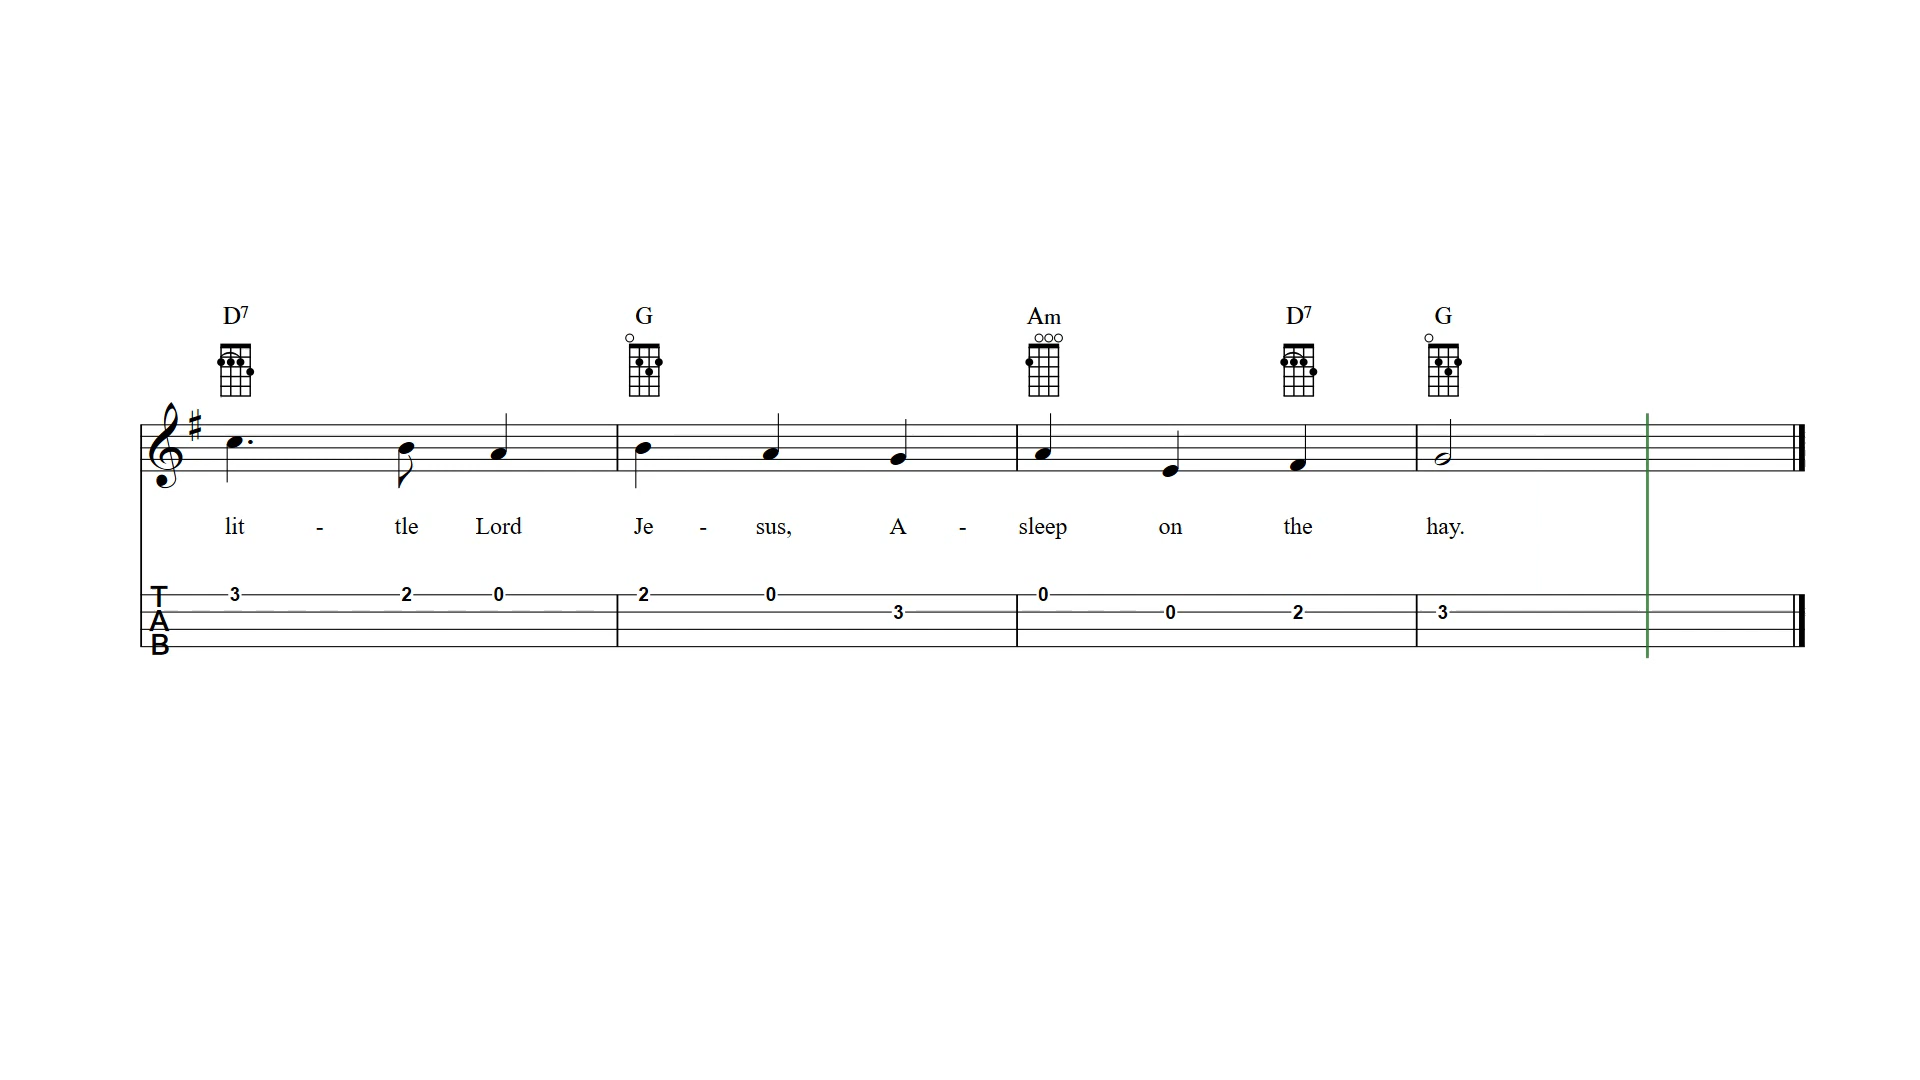 D7 G Am D7 G
lit - tle Lord Je - sus, A - sleep on the hay.
T 3 2 0 2 0 0
A 3 0 2 3
B